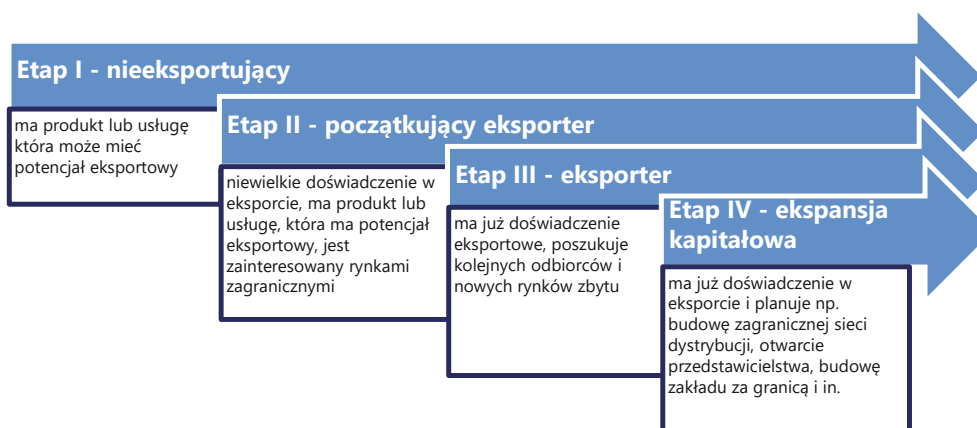 Etap I - nieeksportujący
ma produkt lub usługę
która może mieć
potencjał eksportowy
Etap II - początkujący eksporter
niewielkie doświadczenie w
eksporcie, ma produkt lub
usługę, która ma potencjał
eksportowy, jest
zainteresowany rynkami
zagranicznymi
Etap III - eksporter
ma już doświadczenie
eksportowe, poszukuje
kolejnych odbiorców i
nowych rynków zbytu
Etap IV - ekspansja
kapitałowa
ma już doświadczenie w
eksporcie i planuje np.
budowę zagranicznej sieci
dystrybucji, otwarcie
przedstawicielstwa, budowę
zakładu za granicą i in.